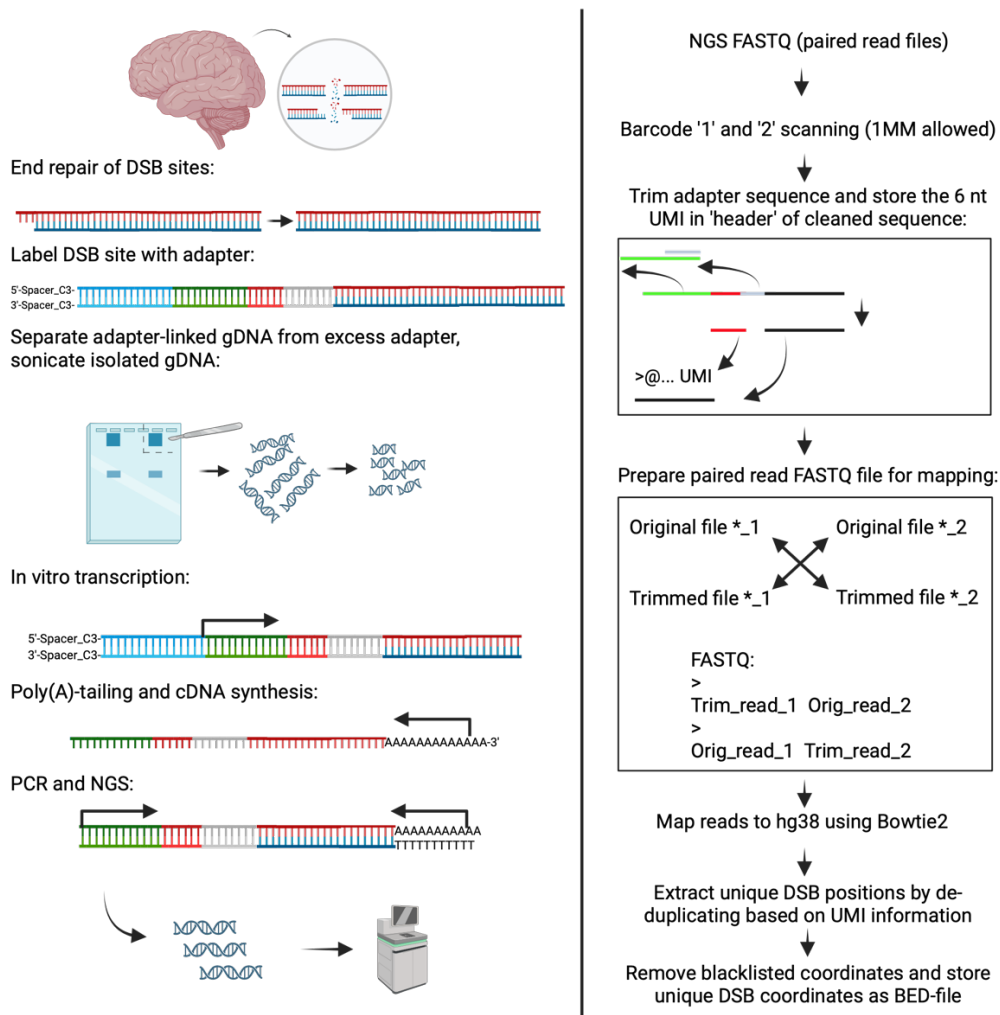 End repair of DSB sites:
Label DSB site with adapter:
5'-Spacer_C3-
3'-Spacer_C3-
Separate adapter-linked gDNA from excess adapter,
sonicate isolated gDNA:
In vitro transcription:
5'-Spacer_C3-
3'-Spacer_C3-
Poly(A)-tailing and cDNA synthesis:
AAAAAAAAAAAAA-3'
PCR and NGS:
AAAAAAAAAAA
TTTTTTTTTT
NGS FASTQ (paired read files)
Barcode '1' and '2' scanning (1MM allowed)
Trim adapter sequence and store the 6 nt
UMI in 'header' of cleaned sequence:
>@... UMI
Prepare paired read FASTQ file for mapping:
Original file *_1 Original file *_2
Trimmed file *_1 Trimmed file *_2
FASTQ:
>
Trim_read_1 Orig_read_2
>
Orig_read_1 Trim_read_2
Map reads to hg38 using Bowtie2
Extract unique DSB positions by de-
duplicating based on UMI information
Remove blacklisted coordinates and store
unique DSB coordinates as BED-file